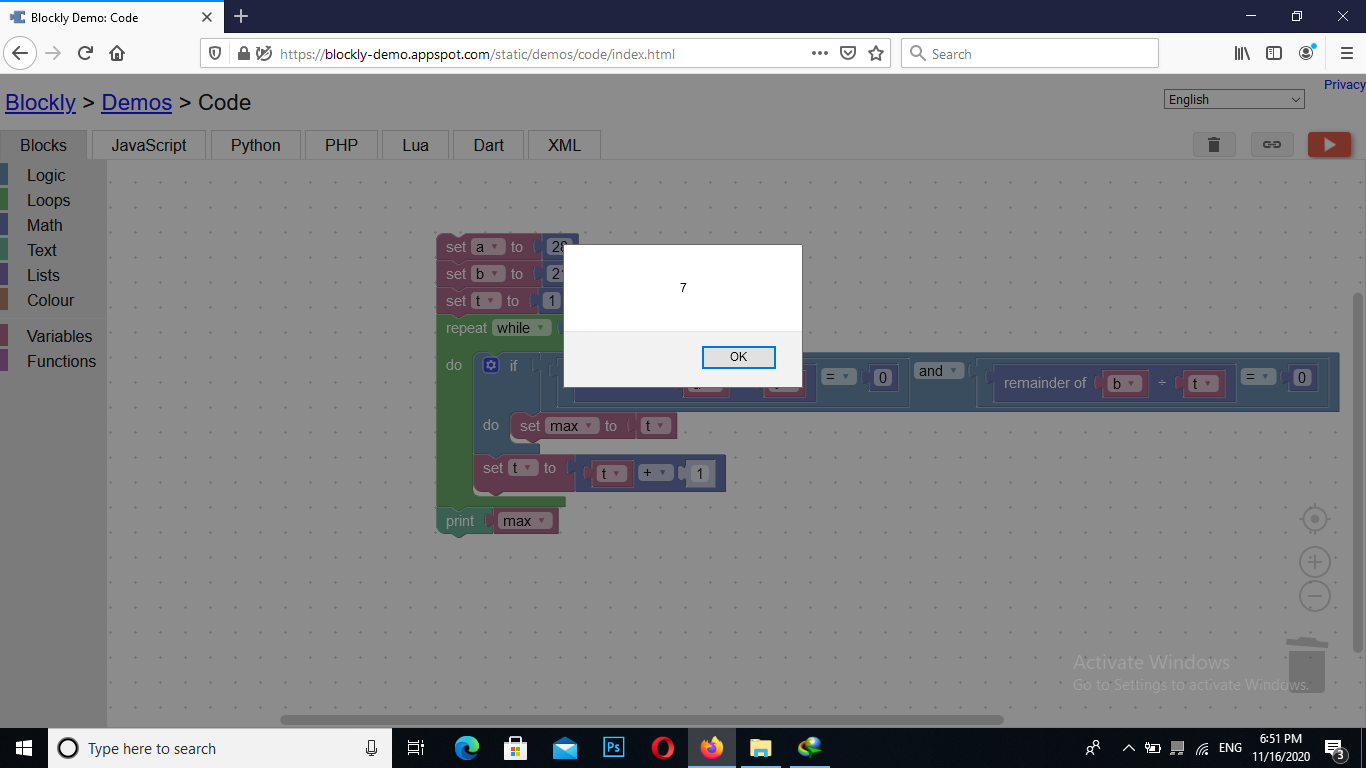 Blockly Demo: Code
https://blockly-demo.appspot.com/static/demos/code/index.html
Search
Privacy
Blockly > Demos > Code
English
Blocks JavaScript Python PHP Lua Dart XML
Logic
Loops
Math
Text
Lists
Colour
Variables
Functions
set a to
set b to
set t to 1
repeat while
do if = 0 and remainder of b ÷ t = 0
do set max to t
set t to t + 1
print max
7
OK
Activate Windows
Go to Settings to activate Windows.
Type here to search
Ps
ENG
6:51 PM
11/16/2020
3